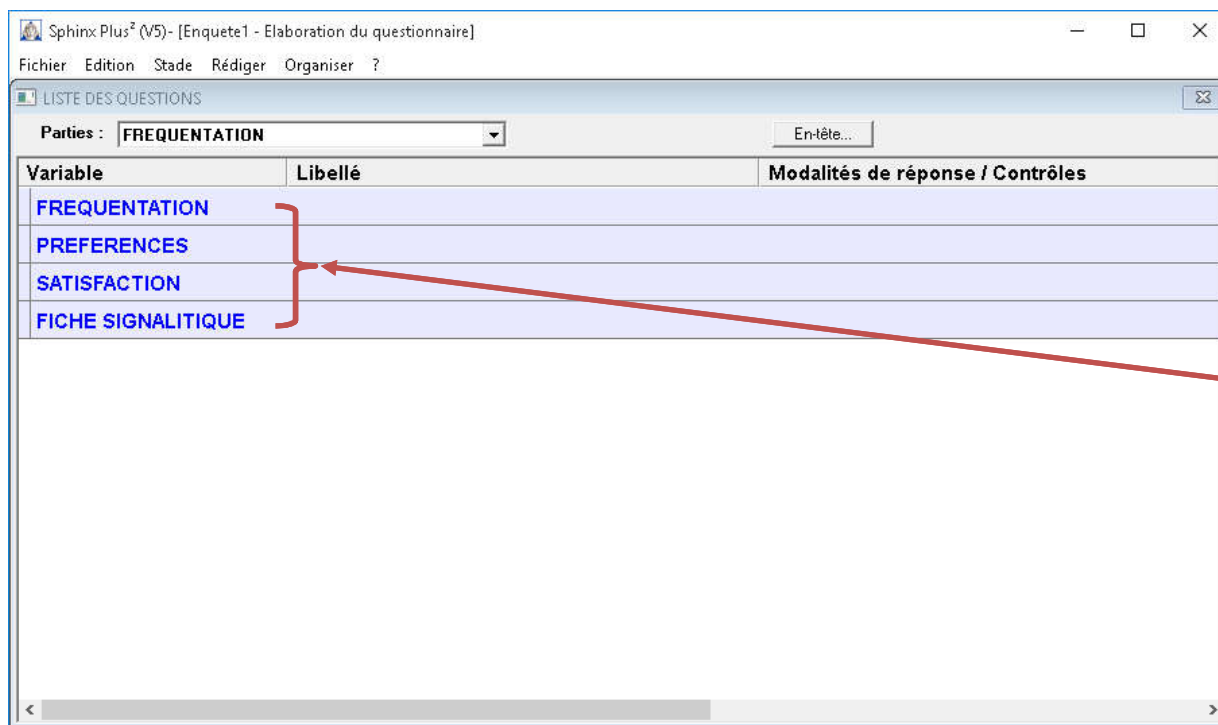 Sphinx Plus² (V5)- [Enquete1 - Elaboration du questionnaire]
Fichier Edition Stade Rédiger Organiser ?
LISTE DES QUESTIONS
Parties : FREQUENTATION En-tête...
Variable Libellé Modalités de réponse / Contrôles
FREQUENTATION
PREFERENCES
SATISFACTION
FICHE SIGNALITIQUE